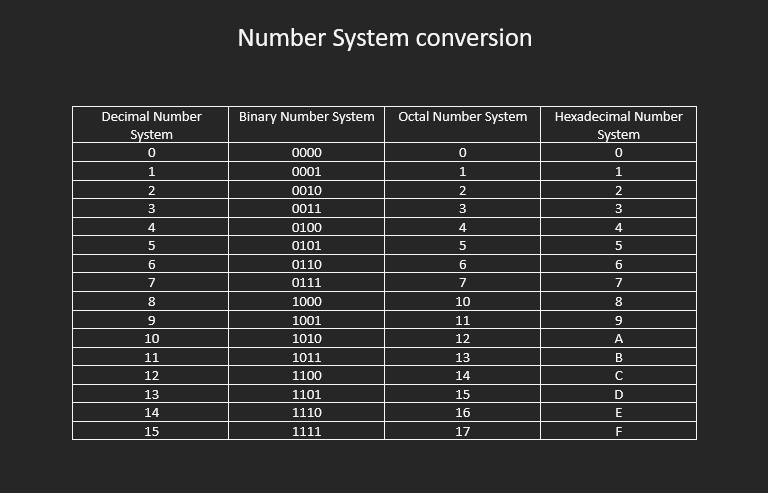 Number System conversion
Decimal Number System Binary Number System Octal Number System Hexadecimal Number System
0 0000 0 0
1 0001 1 1
2 0010 2 2
3 0011 3 3
4 0100 4 4
5 0101 5 5
6 0110 6 6
7 0111 7 7
8 1000 10 8
9 1001 11 9
10 1010 12 A
11 1011 13 B
12 1100 14 C
13 1101 15 D
14 1110 16 E
15 1111 17 F